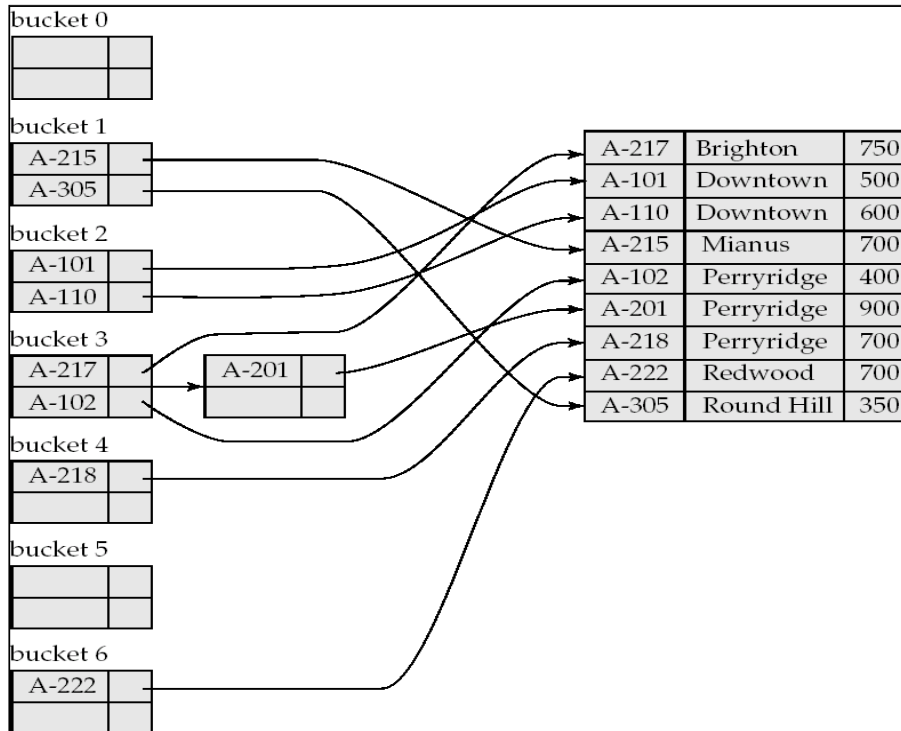 bucket 0
bucket 1
A-215
A-305
bucket 2
A-101
A-110
bucket 3
A-217
A-102
A-201
bucket 4
A-218
bucket 5
bucket 6
A-222
A-217 Brighton 750
A-101 Downtown 500
A-110 Downtown 600
A-215 Mianus 700
A-102 Perryridge 400
A-201 Perryridge 900
A-218 Perryridge 700
A-222 Redwood 700
A-305 Round Hill 350